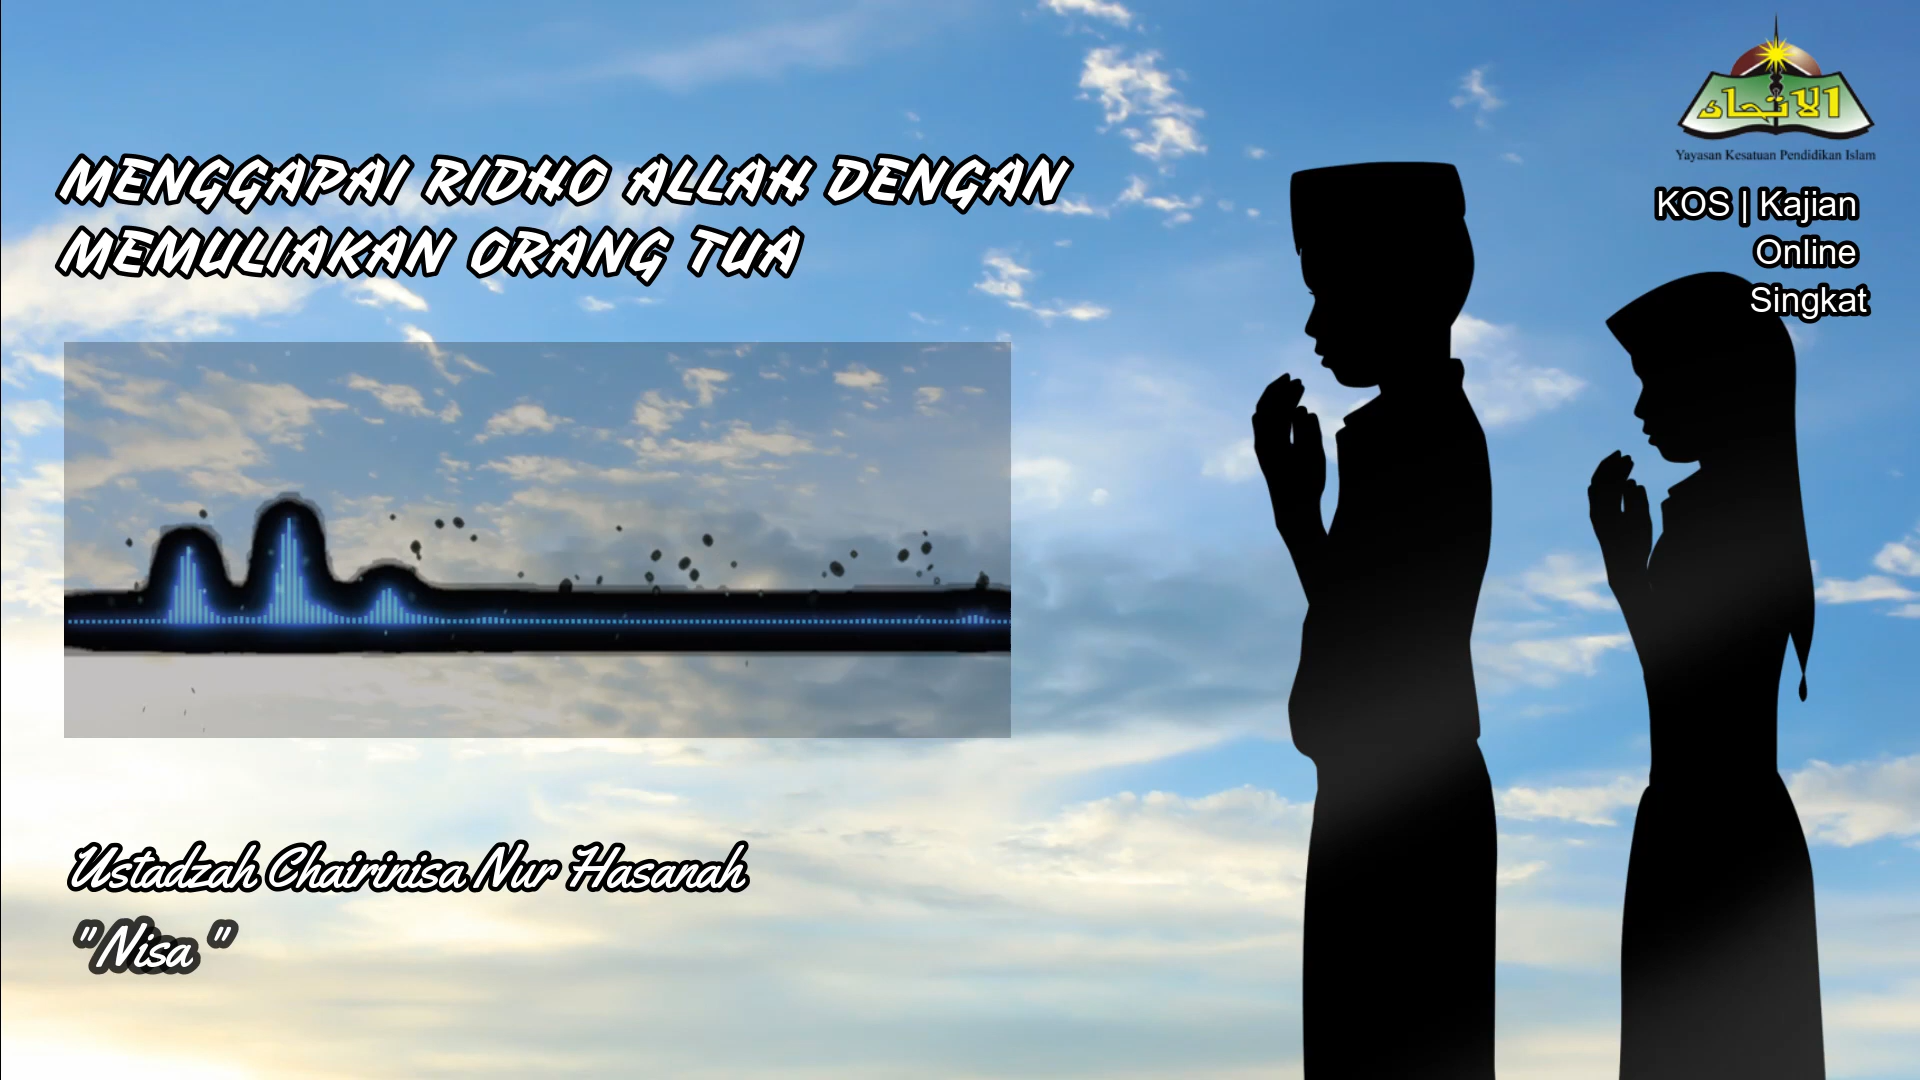 MENGGAPAI RIDHO ALLAH DENGAN
MEMULIAKAN ORANG TUA
الاتحاد
Yayasan Kesatuan Pendidikan Islam
KOS | Kajian
Online
Singkat
Ustadzah Chairinisa Nur Hasanah
"Nisa"